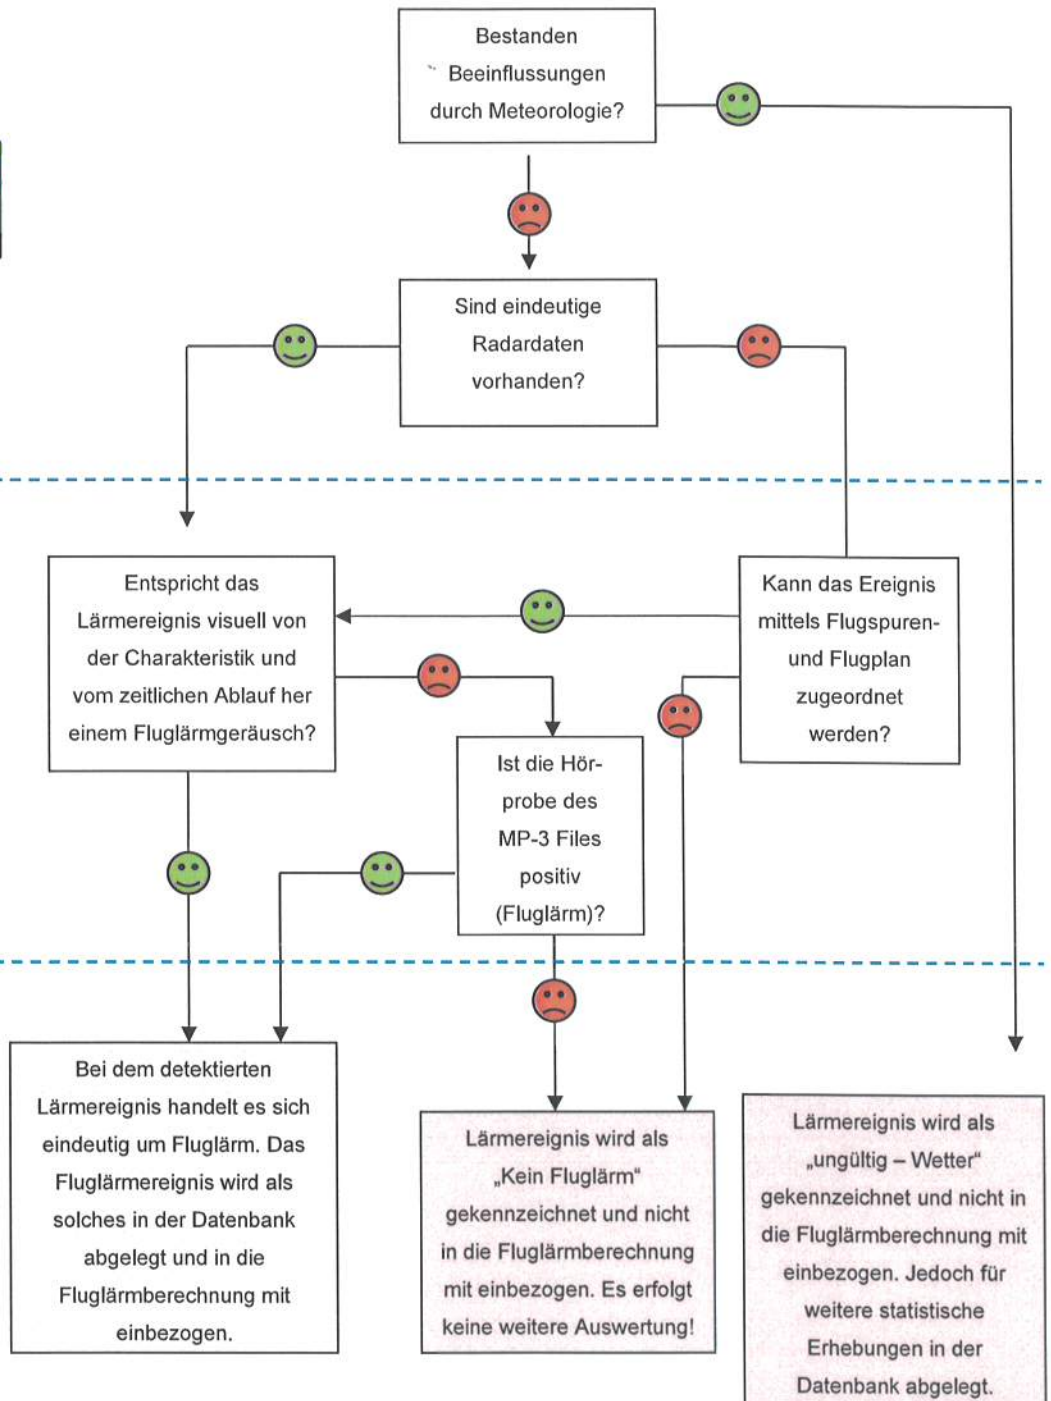 Bestanden
Beeinflussungen
durch Meteorologie?
Sind eindeutige
Radardaten
vorhanden?
Entspricht das
Lärmereignis visuell von
der Charakteristik und
vom zeitlichen Ablauf her
einem Fluglärmgeräusch?
Kann das Ereignis
mittels Flugspuren-
und Flugplan
zugeordnet
werden?
Ist die Hör-
probe des
MP-3 Files
positiv
(Fluglärm)?
Bei dem detektierten
Lärmereignis handelt es sich
eindeutig um Fluglärm. Das
Fluglärmereignis wird als
solches in der Datenbank
abgelegt und in die
Fluglärmberechnung mit
einbezogen.
Lärmereignis wird als
„Kein Fluglärm“
gekennzeichnet und nicht
in die Fluglärmberechnung
mit einbezogen. Es erfolgt
keine weitere Auswertung!
Lärmereignis wird als
„ungültig – Wetter“
gekennzeichnet und nicht in
die Fluglärmberechnung mit
einbezogen. Jedoch für
weitere statistische
Erhebungen in der
Datenbank abgelegt.